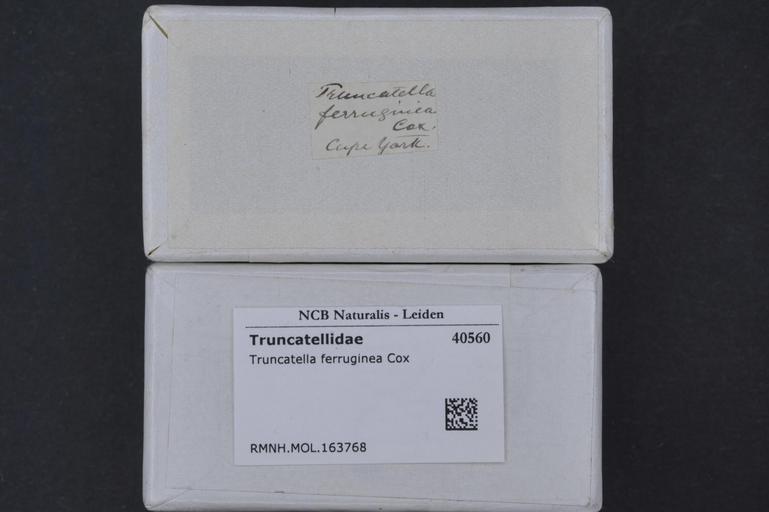 Truncatella
ferruginea
Cox.
Cape York.
NCB Naturalis - Leiden
Truncatellidae 40560
Truncatella ferruginea Cox
RMNH.MOL.163768